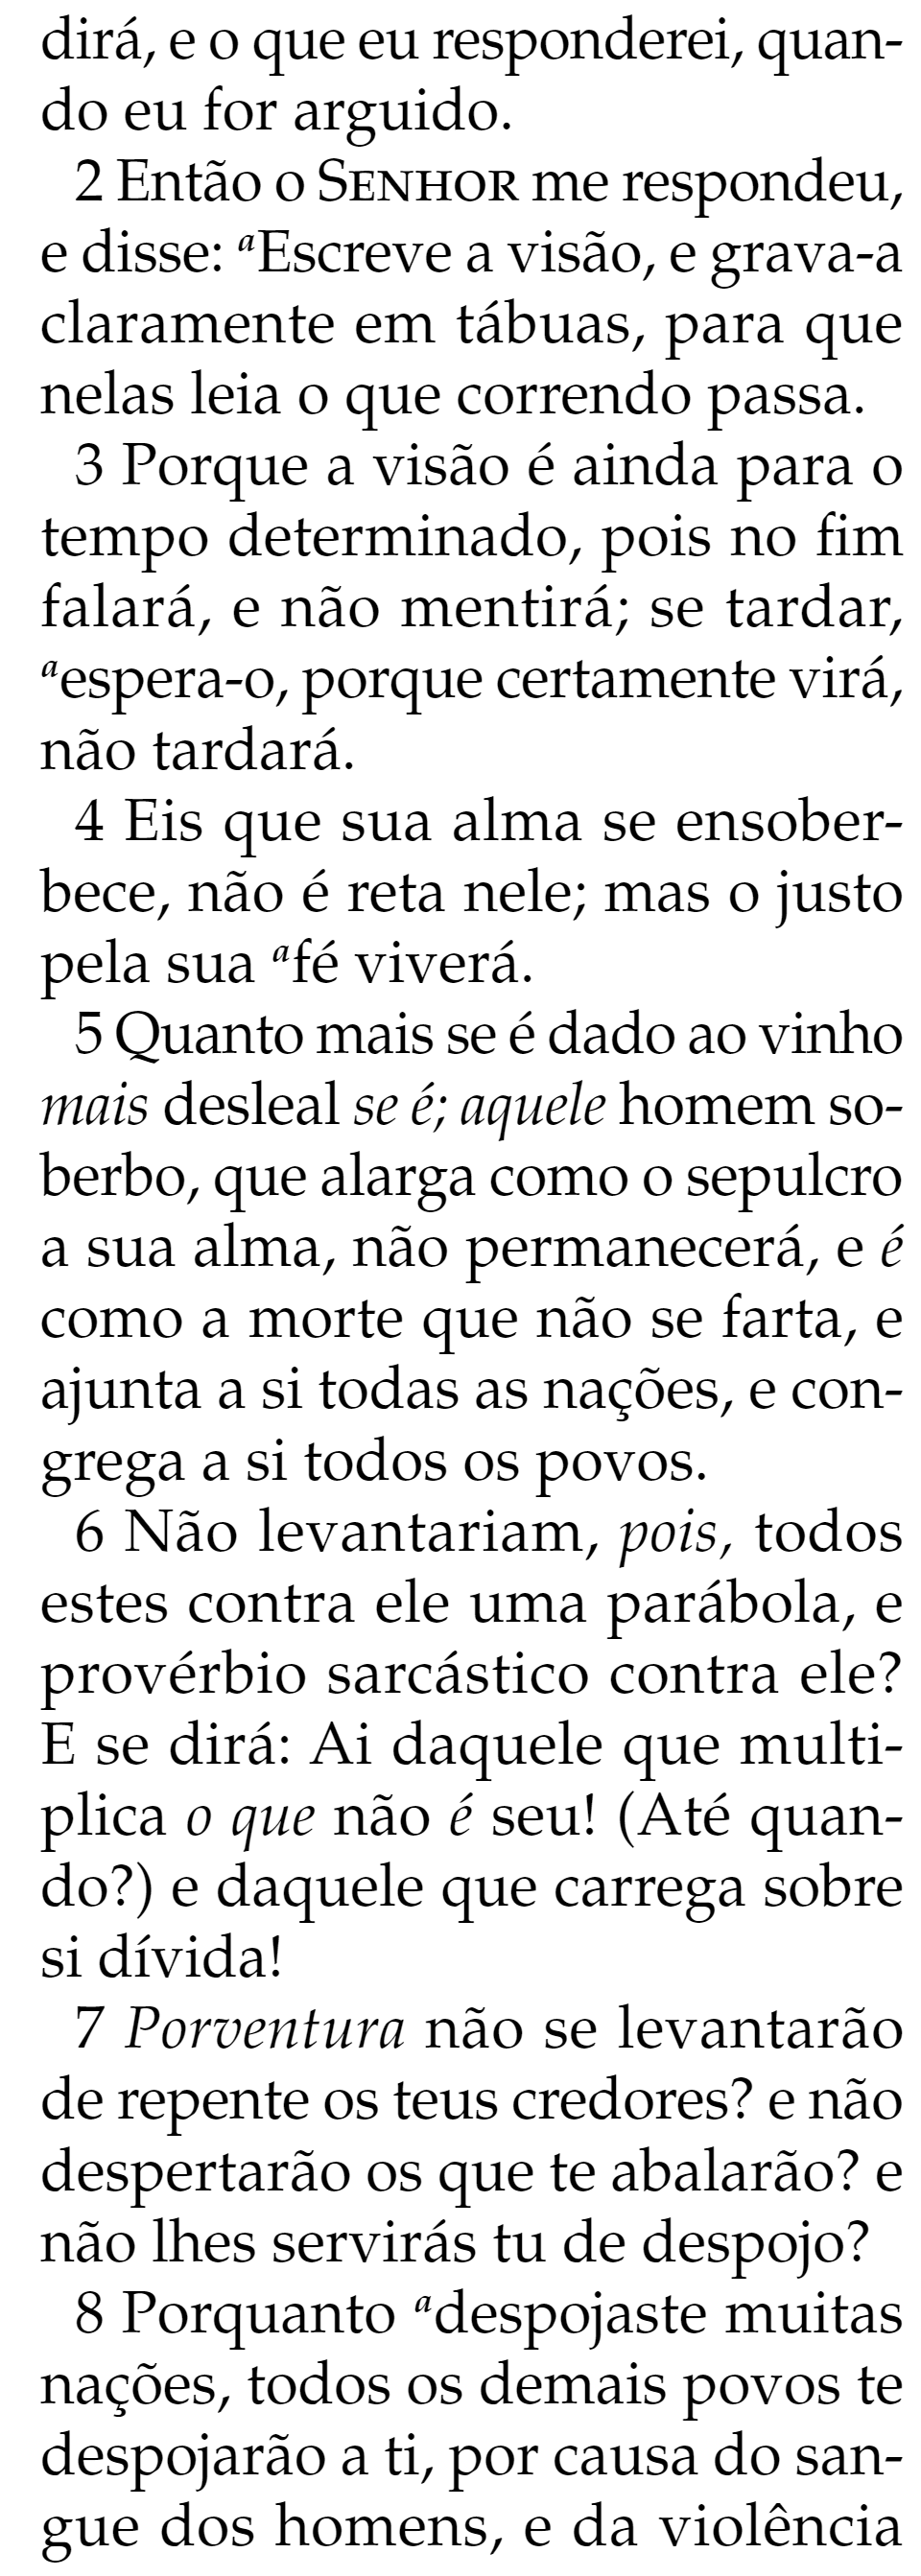 dirá, e o que eu responderei, quan-
do eu for arguido.
2 Então o SENHOR me respondeu,
e disse: ᵃEscreve a visão, e grava-a
claramente em tábuas, para que
nelas leia o que correndo passa.
3 Porque a visão é ainda para o
tempo determinado, pois no fim
falará, e não mentirá; se tardar,
ᵃespera-o, porque certamente virá,
não tardará.
4 Eis que sua alma se ensober-
bece, não é reta nele; mas o justo
pela sua ᵃfé viverá.
5 Quanto mais se é dado ao vinho
mais desleal se é; aquele homem so-
berbo, que alarga como o sepulcro
a sua alma, não permanecerá, e é
como a morte que não se farta, e
ajunta a si todas as nações, e con-
grega a si todos os povos.
6 Não levantariam, pois, todos
estes contra ele uma parábola, e
provérbio sarcástico contra ele?
E se dirá: Ai daquele que multi-
plica o que não é seu! (Até quan-
do?) e daquele que carrega sobre
si dívida!
7 Porventura não se levantarão
de repente os teus credores? e não
despertarão os que te abalarão? e
não lhes servirás tu de despojo?
8 Porquanto ᵃdespojaste muitas
nações, todos os demais povos te
despojarão a ti, por causa do san-
gue dos homens, e da violência